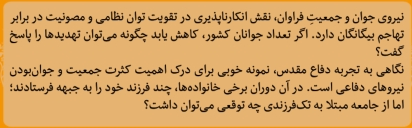 نیروی جوان و جمعیتِ فراوان، نقش انکارناپذیری در تقویت توان نظامی و مصونیت در برابر
تهاجم بیگانگان دارد. اگر تعداد جوانان کشور، کاهش یابد چگونه می‌توان تهدیدها را پاسخ
گفت؟
نگاهی به تجربه دفاع مقدس، نمونه خوبی برای درک اهمیت کثرت جمعیت و جوان‌بودن
نیروهای دفاعی است. در آن دوران برخی خانواده‌ها، چند فرزند خود را به جبهه فرستادند؛
اما از جامعه مبتلا به تک‌فرزندی چه توقعی می‌توان داشت؟